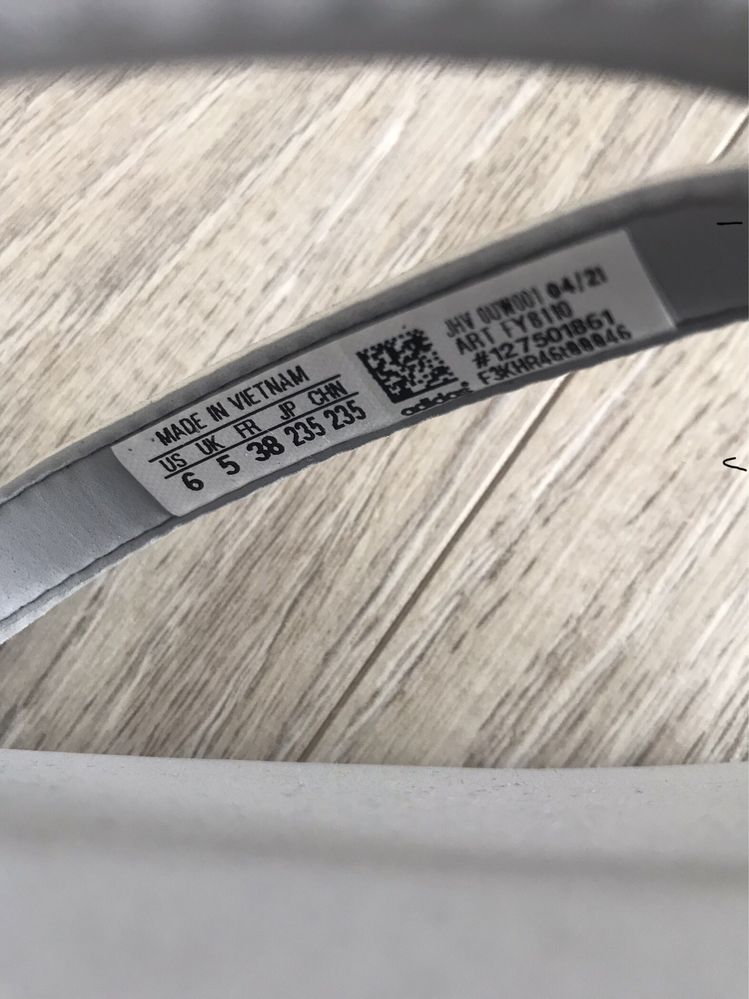 MADE IN VIETNAM
US UK FR JP CHN
6 5 38 235 235
adidas®
JHV 0UW001 04/21
ART FY8110
#127501861
F3KHR46t00046